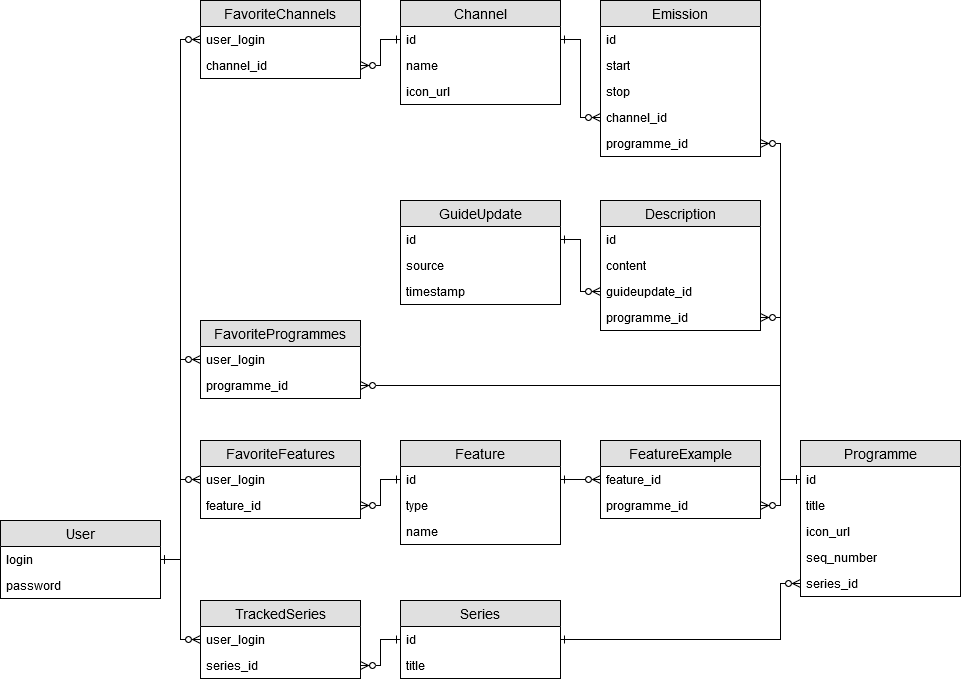 FavoriteChannels
user_login
channel_id
Channel
id
name
icon_url
Emission
id
start
stop
channel_id
programme_id
GuideUpdate
id
source
timestamp
Description
id
content
guideupdate_id
programme_id
FavoriteProgrammes
user_login
programme_id
FavoriteFeatures
user_login
feature_id
Feature
id
type
name
FeatureExample
feature_id
programme_id
Programme
id
title
icon_url
seq_number
series_id
User
login
password
TrackedSeries
user_login
series_id
Series
id
title